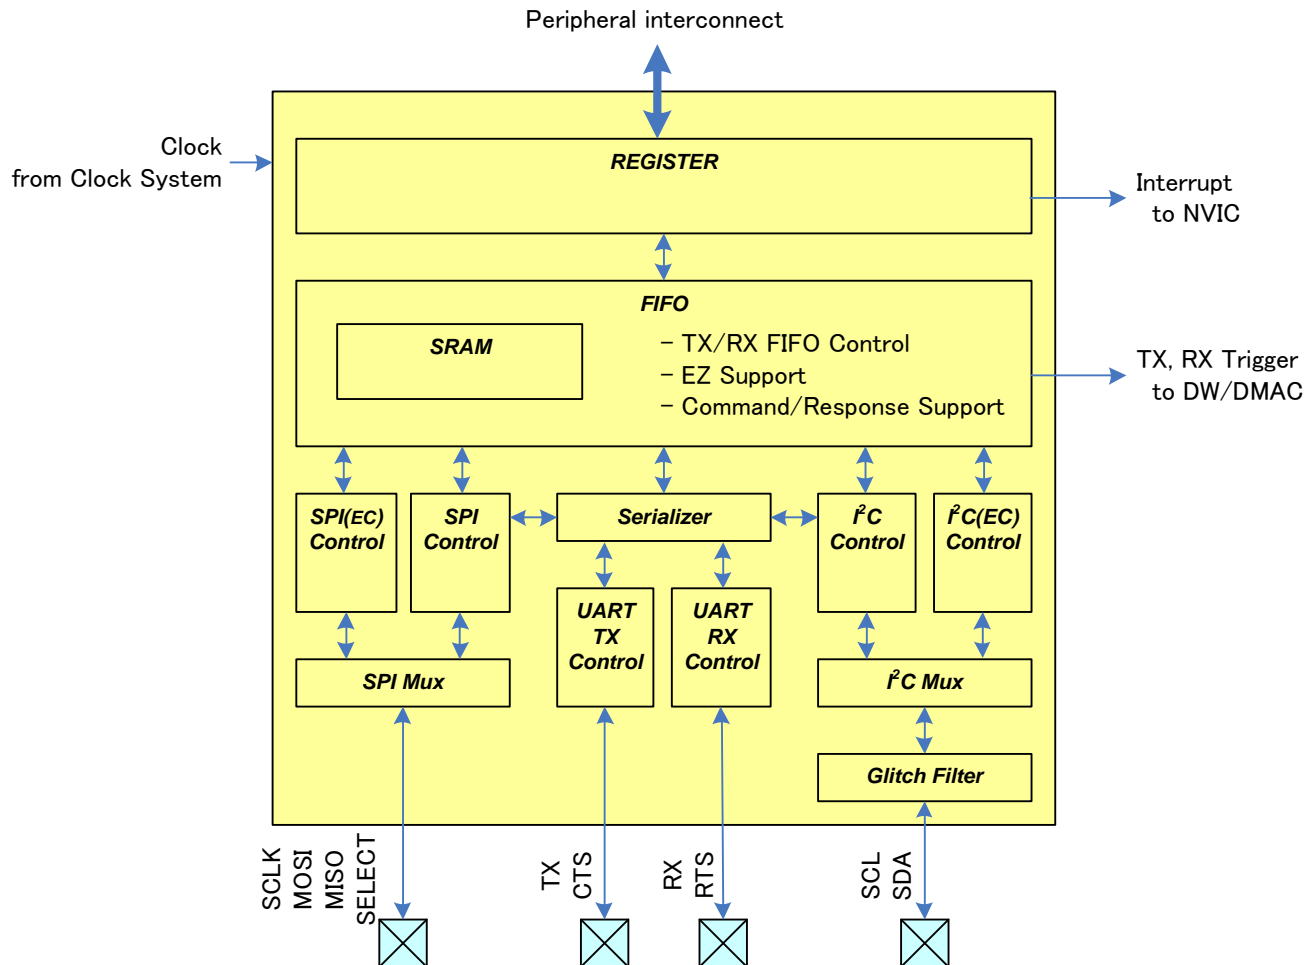 Peripheral interconnect
Clock
from Clock System
REGISTER
Interrupt
to NVIC
FIFO
SRAM
- TX/RX FIFO Control
- EZ Support
- Command/Response Support
TX, RX Trigger
to DW/DMAC
SPI(EC)
Control
SPI
Control
Serializer
I²C
Control
I²C(EC)
Control
UART
TX
Control
UART
RX
Control
SPI Mux
I²C Mux
Glitch Filter
SCLK
MOSI
MISO
SELECT
TX
CTS
RX
RTS
SCL
SDA